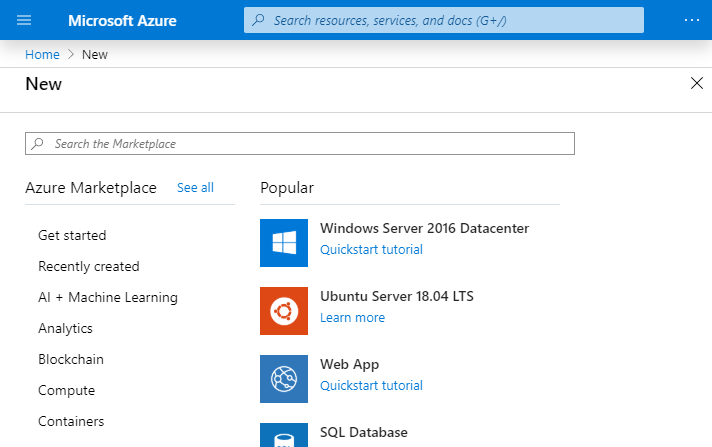 Microsoft Azure
Search resources, services, and docs (G+/)
Home > New
New
Search the Marketplace
Azure Marketplace See all
Get started
Recently created
AI + Machine Learning
Analytics
Blockchain
Compute
Containers
Popular
Windows Server 2016 Datacenter
Quickstart tutorial
Ubuntu Server 18.04 LTS
Learn more
Web App
Quickstart tutorial
SQL Database